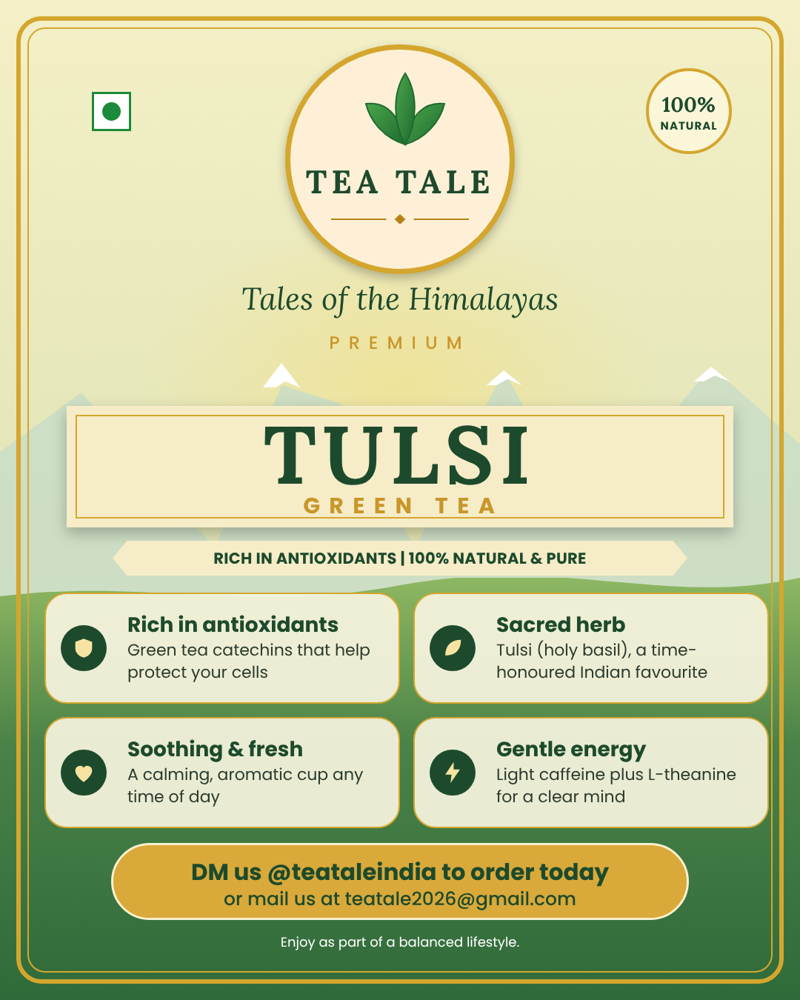 100%
NATURAL
TEA TALE
Tales of the Himalayas
PREMIUM
TULSI
GREEN TEA
RICH IN ANTIOXIDANTS | 100% NATURAL & PURE
Rich in antioxidants
Green tea catechins that help
protect your cells
Sacred herb
Tulsi (holy basil), a time-
honoured Indian favourite
Soothing & fresh
A calming, aromatic cup any
time of day
Gentle energy
Light caffeine plus L-theanine
for a clear mind
DM us @teataleindia to order today
or mail us at teatale2026@gmail.com
Enjoy as part of a balanced lifestyle.